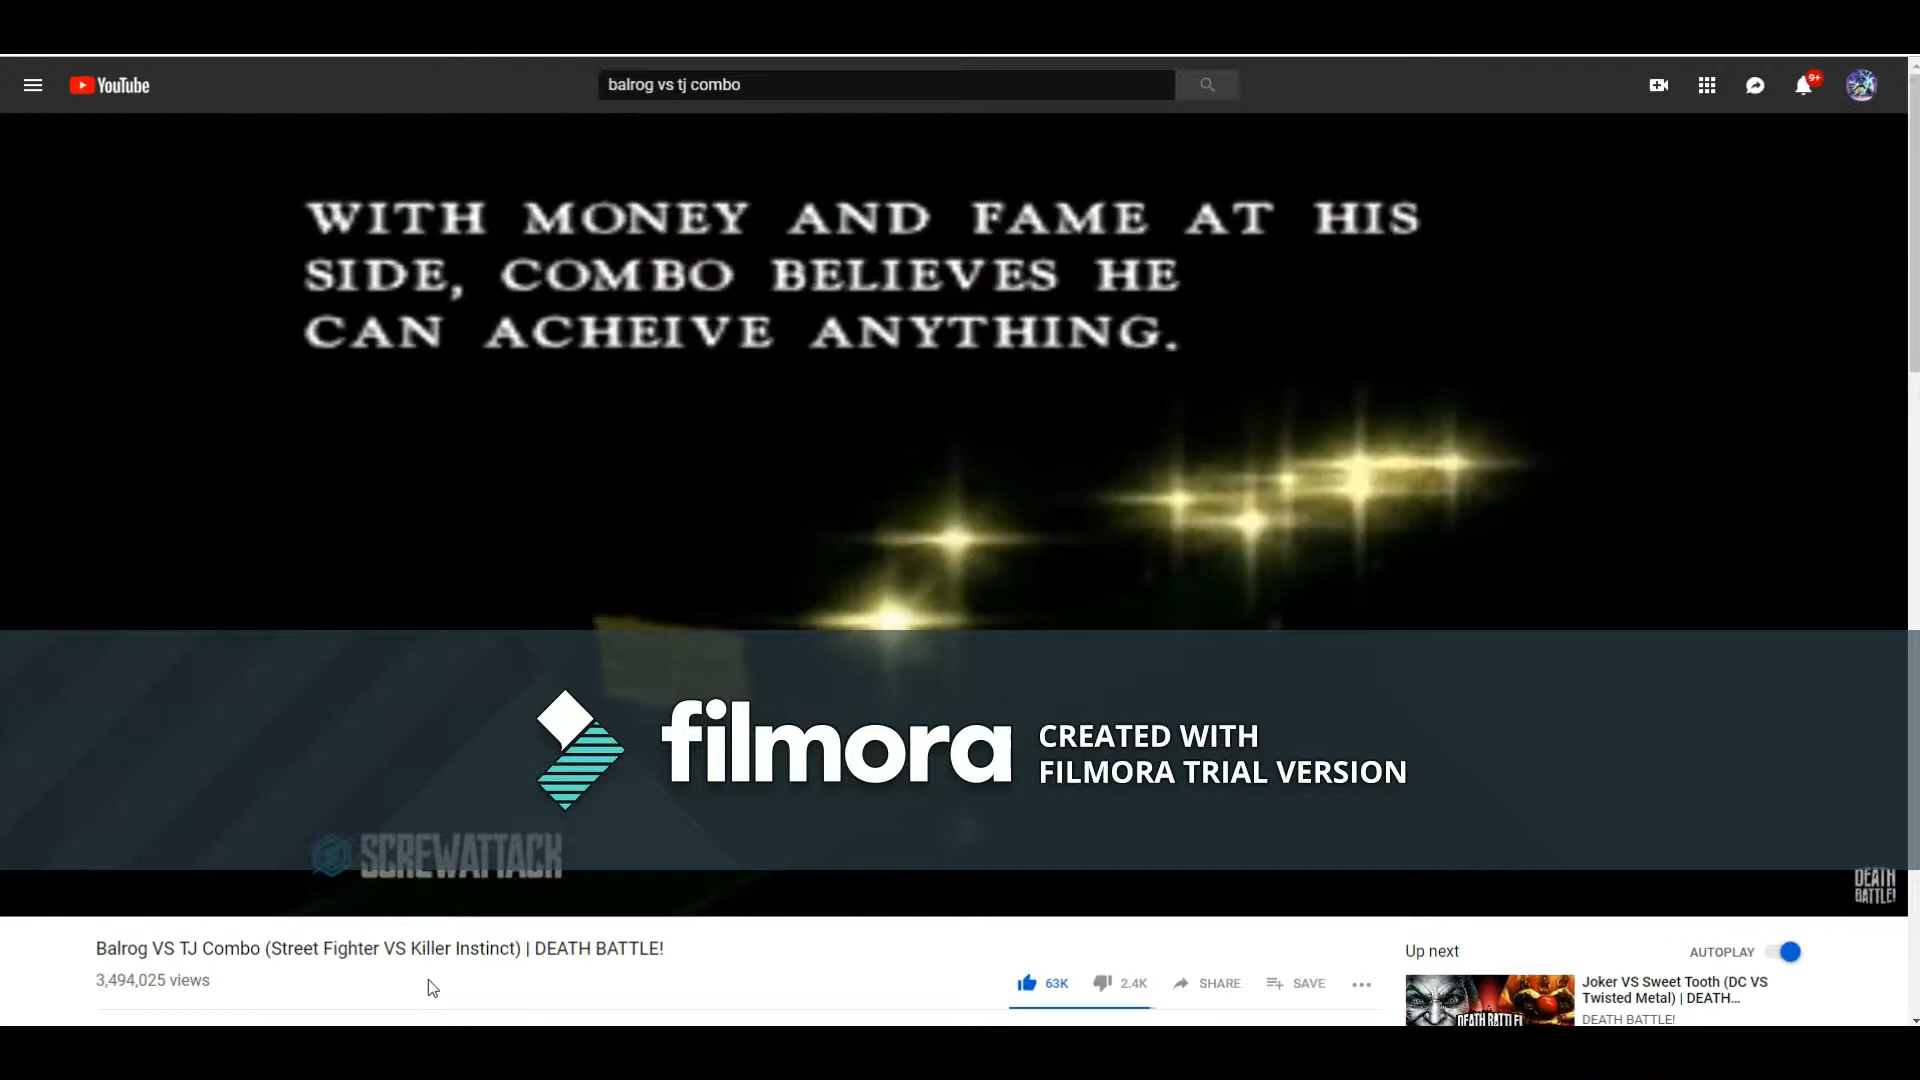 YouTube
balrog vs tj combo
9+
WITH MONEY AND FAME AT HIS
SIDE, COMBO BELIEVES HE
CAN ACHEIVE ANYTHING.
filmora
CREATED WITH
FILMORA TRIAL VERSION
SCREWATTACK
DEATH
BATTLE!
Balrog VS TJ Combo (Street Fighter VS Killer Instinct) | DEATH BATTLE!
3,494,025 views
63K
2.4K
SHARE
SAVE
Up next
AUTOPLAY
DEATH BATTLE!
Joker VS Sweet Tooth (DC VS
Twisted Metal) | DEATH...
DEATH BATTLE!